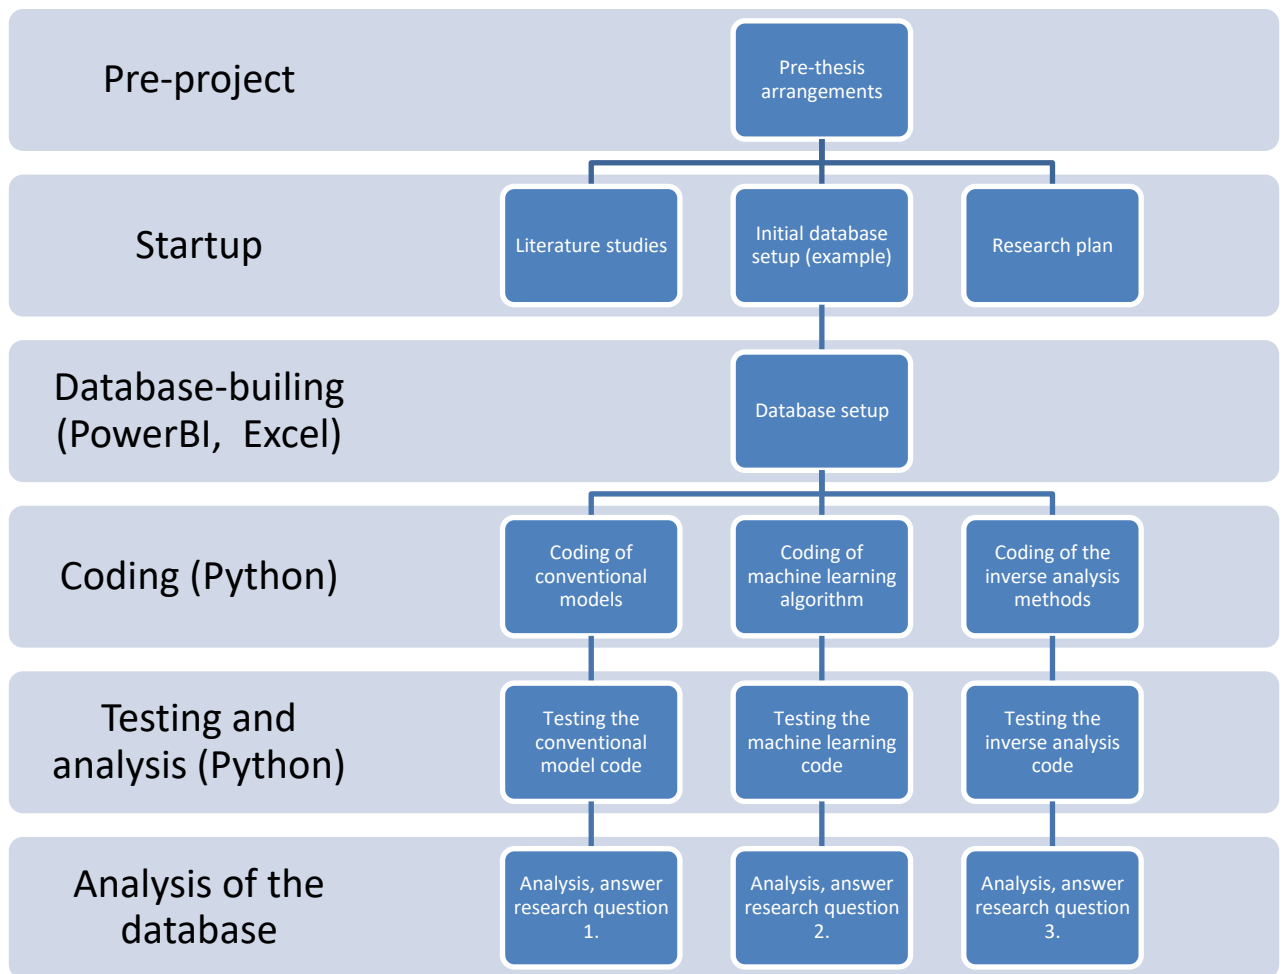 Pre-project
Pre-thesis
arrangements
Startup
Literature studies
Initial database
setup (example)
Research plan
Database-builing
(PowerBI,  Excel)
Database setup
Coding (Python)
Coding of
conventional
models
Coding of
machine learning
algorithm
Coding of the
inverse analysis
methods
Testing and
analysis (Python)
Testing the
conventional
model code
Testing the
machine learning
code
Testing the
inverse analysis
code
Analysis of the
database
Analysis, answer
research question
1.
Analysis, answer
research question
2.
Analysis, answer
research question
3.